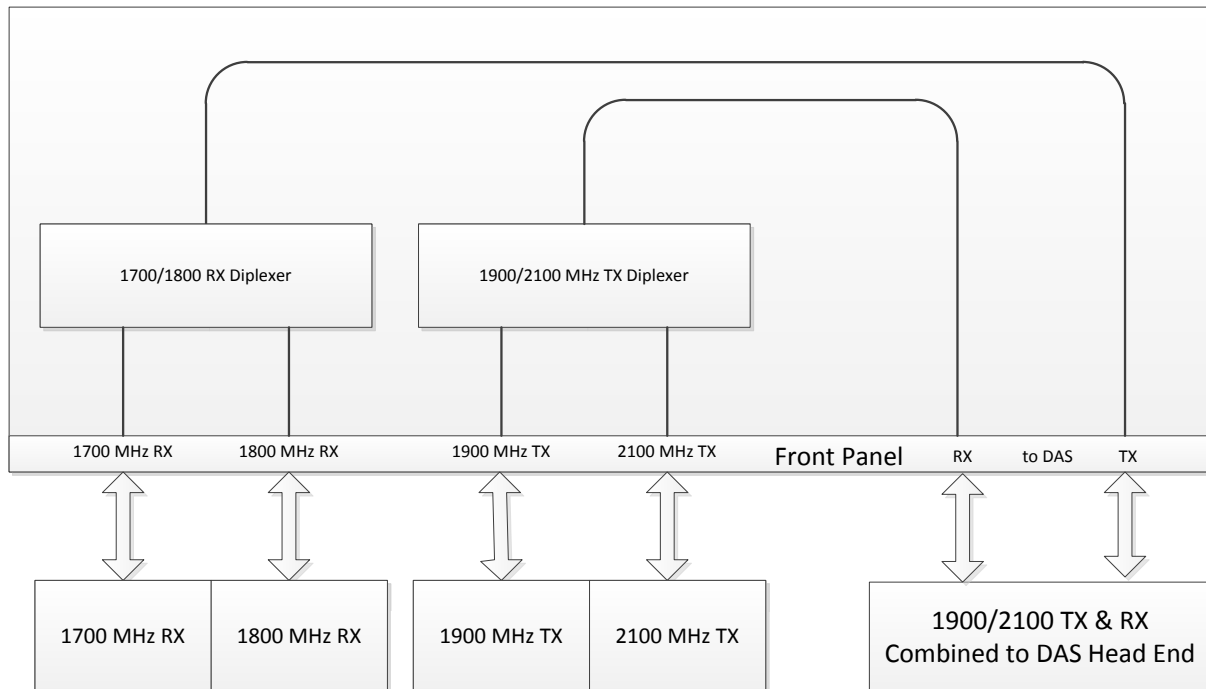 1700/1800 RX Diplexer
1900/2100 MHz TX Diplexer
1700 MHz RX
1800 MHz RX
1900 MHz TX
2100 MHz TX
Front Panel
RX
to DAS
TX
1700 MHz RX
1800 MHz RX
1900 MHz TX
2100 MHz TX
1900/2100 TX & RX
Combined to DAS Head End